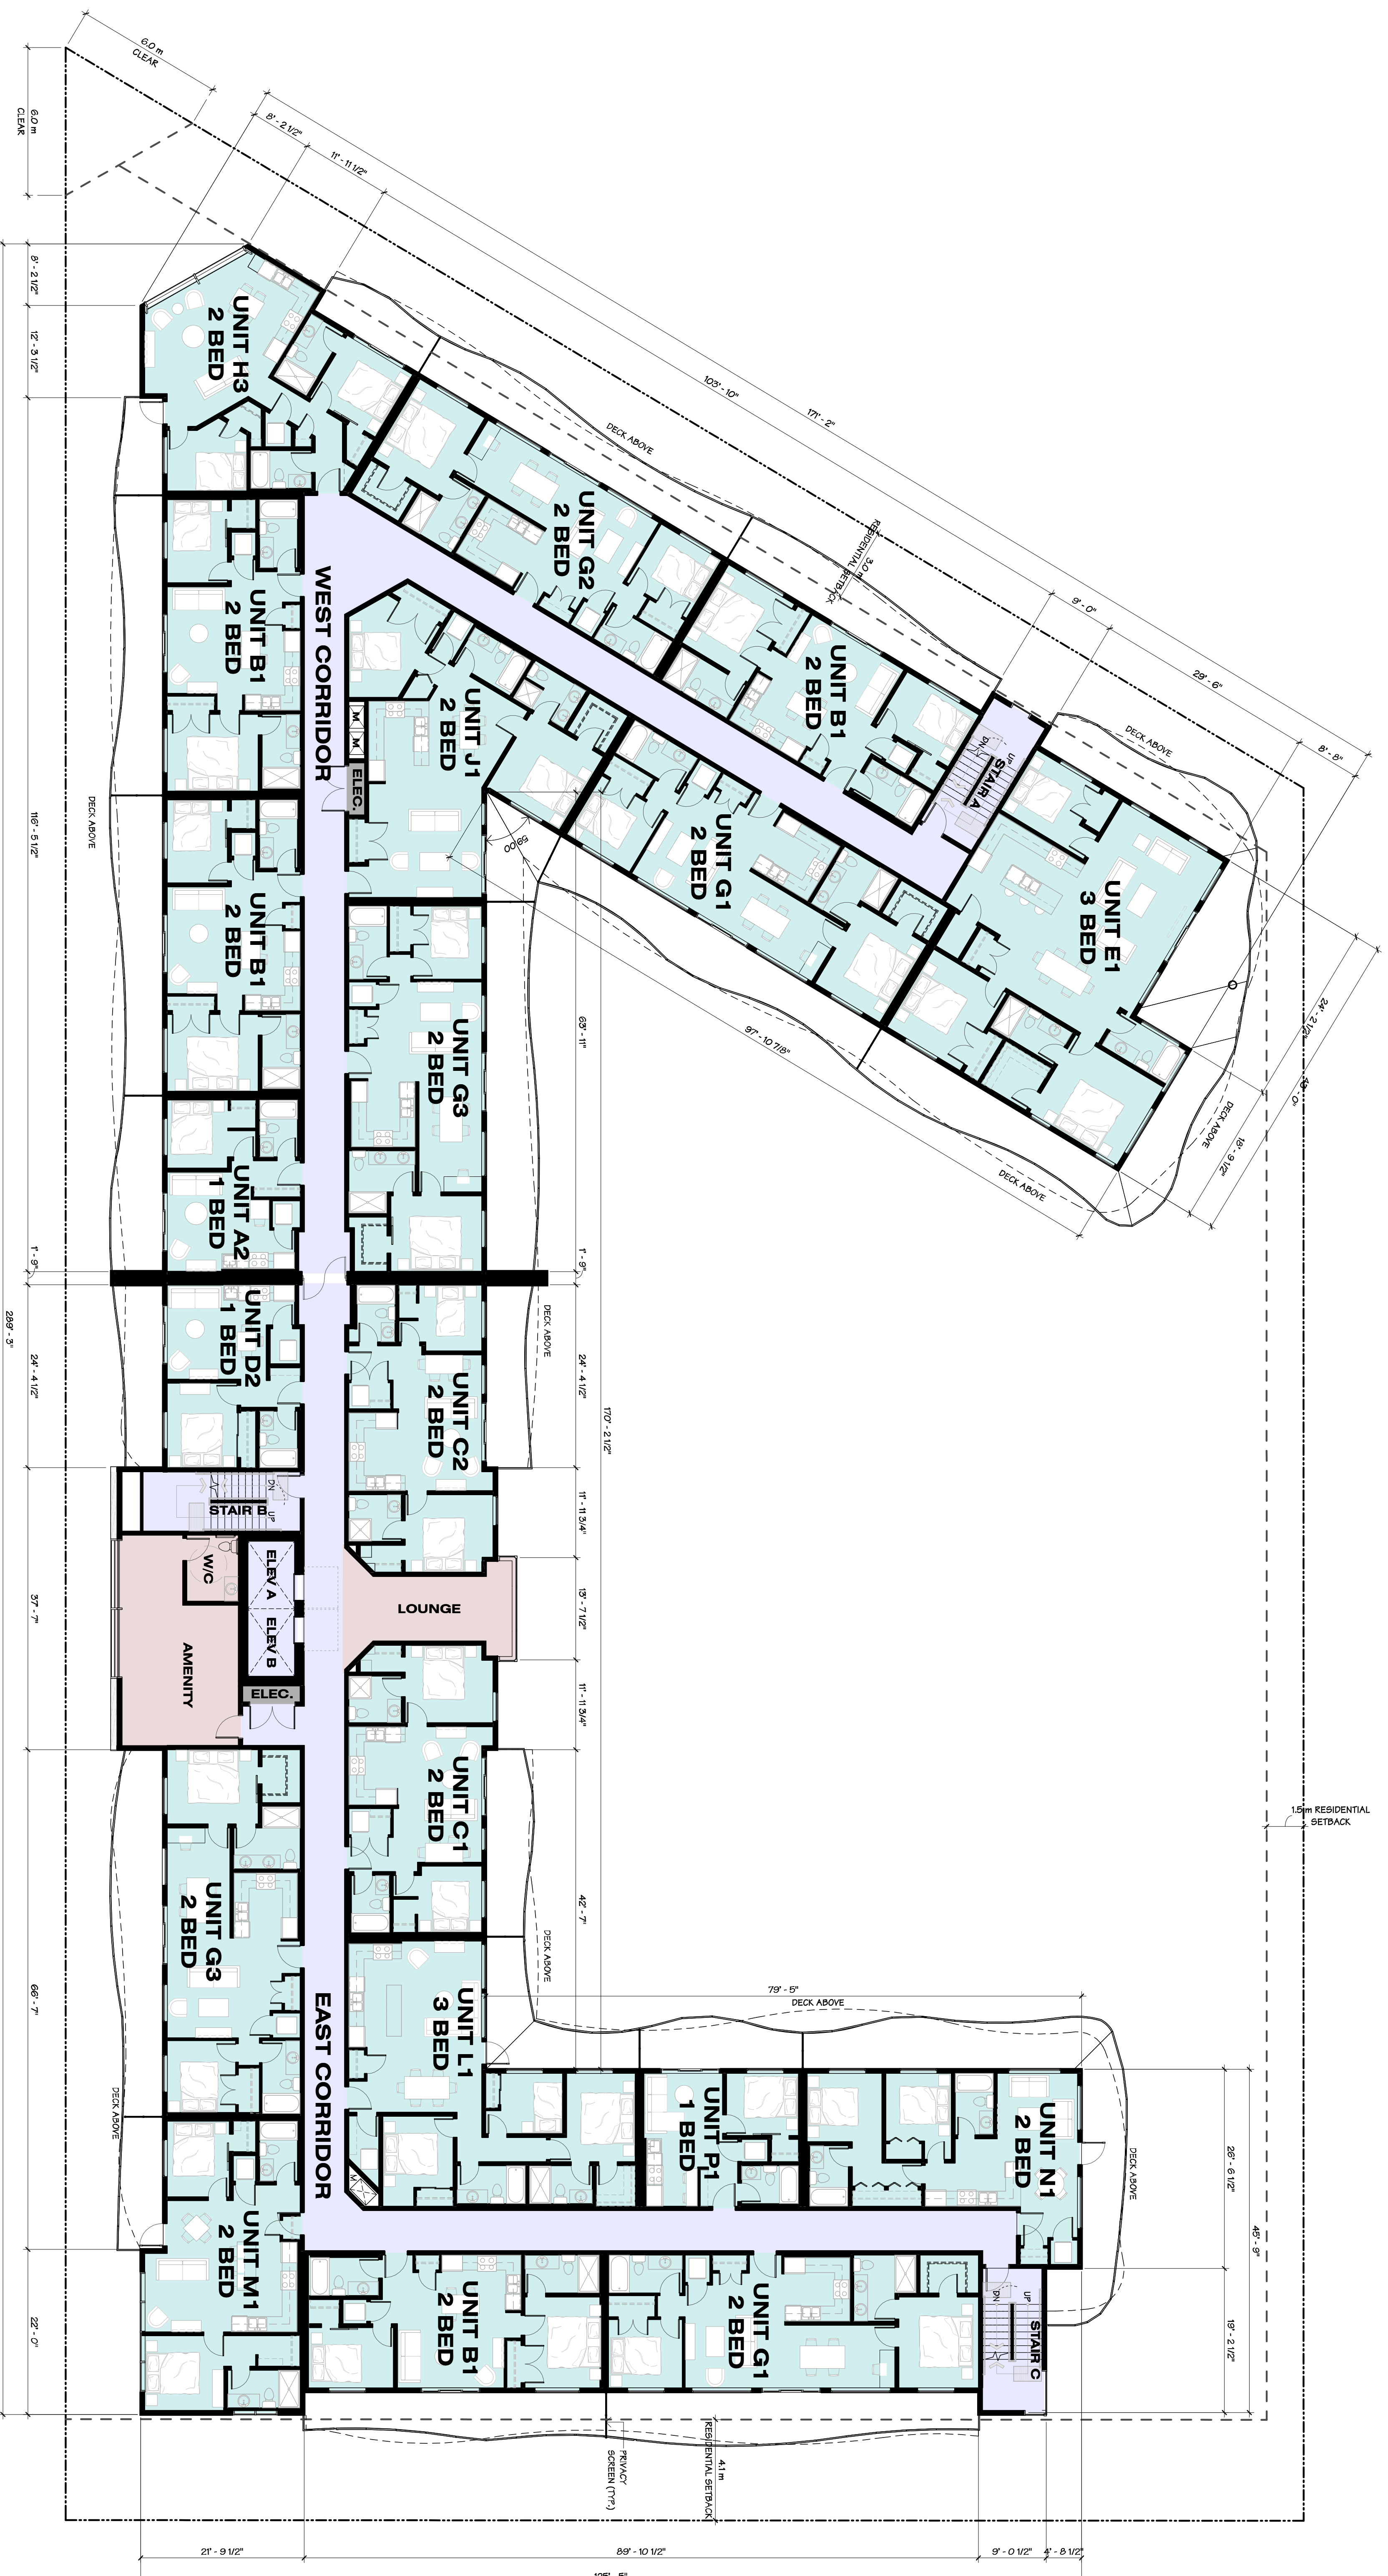 6.0 m
CLEAR
6.0 m
CLEAR
8' - 2 1/2"
11' - 11 1/2"
103' - 10"
171' - 2"
9' - 0"
29' - 6"
8' - 8"
8' - 2 1/2"
12' - 3 1/2"
116' - 5 1/2"
1' - 9"
289' - 3"
24' - 4 1/2"
37' - 7"
66' - 7"
22' - 0"
UNIT H3
2 BED
DECK ABOVE
UNIT G2
2 BED
RESIDENTIAL SETBACK
3.0 m
UNIT B1
2 BED
WEST CORRIDOR
UNIT B1
2 BED
UNIT J1
2 BED
M
M
ELEC.
DN
UP
STAIR A
DECK ABOVE
DECK ABOVE
59.00
UNIT G1
2 BED
UNIT E1
3 BED
UNIT B1
2 BED
UNIT G3
2 BED
63' - 11"
97' - 10 7/8"
24' - 2 1/2"
43' - 0"
18' - 9 1/2"
DECK ABOVE
DECK ABOVE
UNIT A2
1 BED
1' - 9"
UNIT D2
1 BED
DECK ABOVE
UNIT C2
2 BED
24' - 4 1/2"
170' - 2 1/2"
STAIR B
DN
UP
11' - 11 3/4"
W/C
ELEV A
ELEV B
LOUNGE
13' - 7 1/2"
AMENITY
ELEC.
11' - 11 3/4"
UNIT C1
2 BED
1.5 m RESIDENTIAL
SETBACK
UNIT G3
2 BED
42' - 7"
DECK ABOVE
EAST CORRIDOR
UNIT L1
3 BED
79' - 5"
DECK ABOVE
DECK ABOVE
M
UNIT P1
1 BED
UNIT N1
2 BED
DECK ABOVE
26' - 6 1/2"
45' - 9"
UNIT M1
2 BED
UNIT B1
2 BED
UNIT G1
2 BED
DN
UP
STAIR C
19' - 2 1/2"
PRIVACY
SCREEN (TYP.)
4.1 m
RESIDENTIAL SETBACK
21' - 9 1/2"
89' - 10 1/2"
9' - 0 1/2"
4' - 8 1/2"